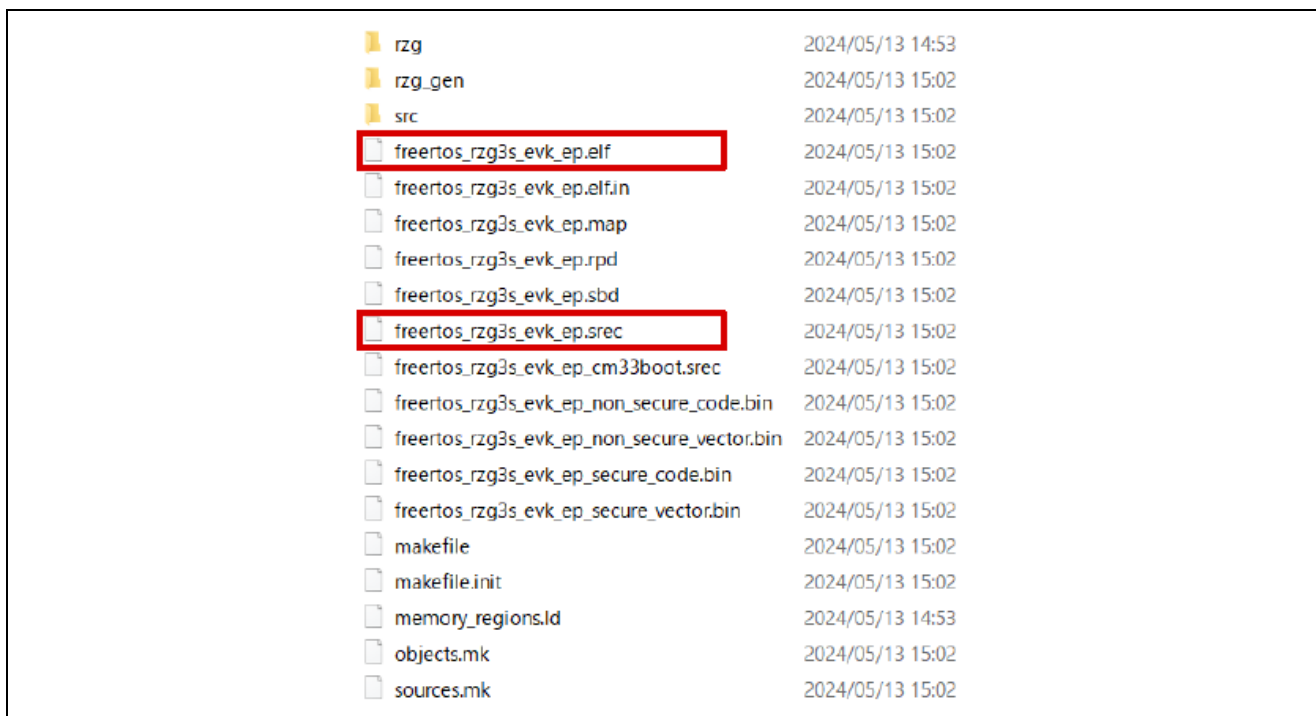 rzg 2024/05/13 14:53
rzg_gen 2024/05/13 15:02
src 2024/05/13 15:02
freertos_rzg3s_evk_ep.elf 2024/05/13 15:02
freertos_rzg3s_evk_ep.elf.in 2024/05/13 15:02
freertos_rzg3s_evk_ep.map 2024/05/13 15:02
freertos_rzg3s_evk_ep.rpd 2024/05/13 15:02
freertos_rzg3s_evk_ep.sbd 2024/05/13 15:02
freertos_rzg3s_evk_ep.srec 2024/05/13 15:02
freertos_rzg3s_evk_ep_cm33boot.srec 2024/05/13 15:02
freertos_rzg3s_evk_ep_non_secure_code.bin 2024/05/13 15:02
freertos_rzg3s_evk_ep_non_secure_vector.bin 2024/05/13 15:02
freertos_rzg3s_evk_ep_secure_code.bin 2024/05/13 15:02
freertos_rzg3s_evk_ep_secure_vector.bin 2024/05/13 15:02
makefile 2024/05/13 15:02
makefile.init 2024/05/13 15:02
memory_regions.ld 2024/05/13 14:53
objects.mk 2024/05/13 15:02
sources.mk 2024/05/13 15:02